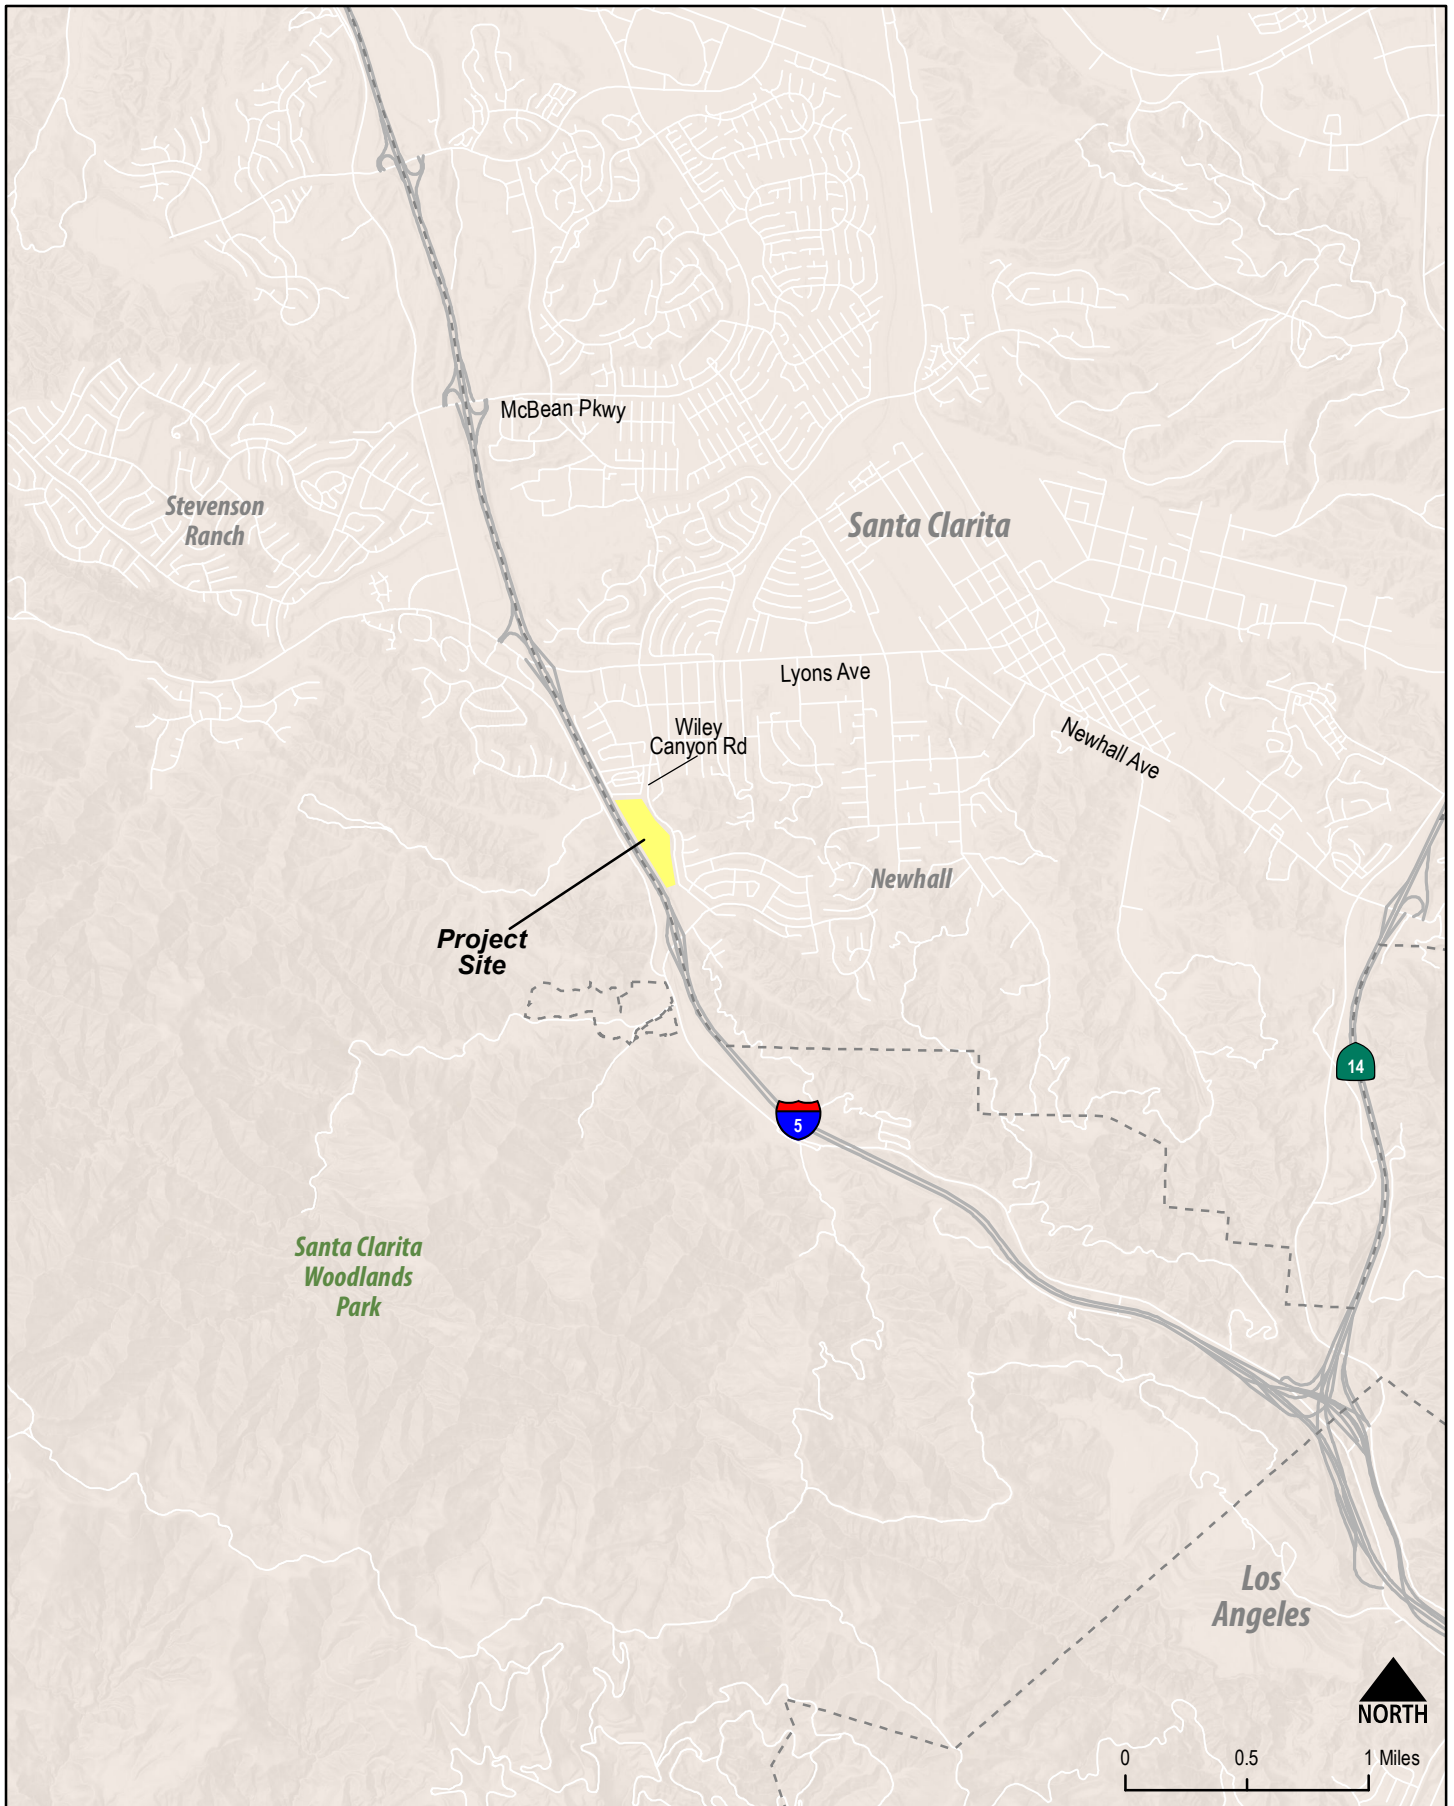 McBean Pkwy
Stevenson
Ranch
Santa Clarita
Lyons Ave
Wiley
Canyon Rd
Newhall Ave
Newhall
Project
Site
14
5
Santa Clarita
Woodlands
Park
Los
Angeles
NORTH
0 0.5 1 Miles